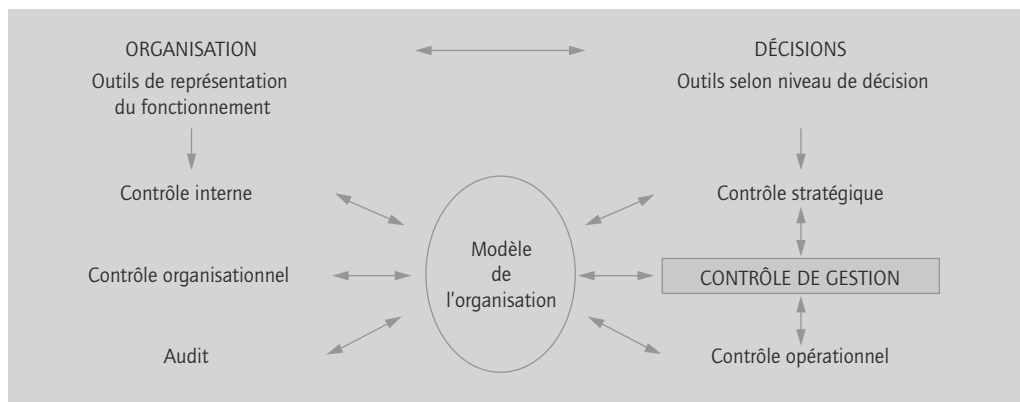 ORGANISATION
Outils de représentation
du fonctionnement
DÉCISIONS
Outils selon niveau de décision
Contrôle interne
Contrôle organisationnel
Audit
Modèle
de
l'organisation
Contrôle stratégique
CONTRÔLE DE GESTION
Contrôle opérationnel